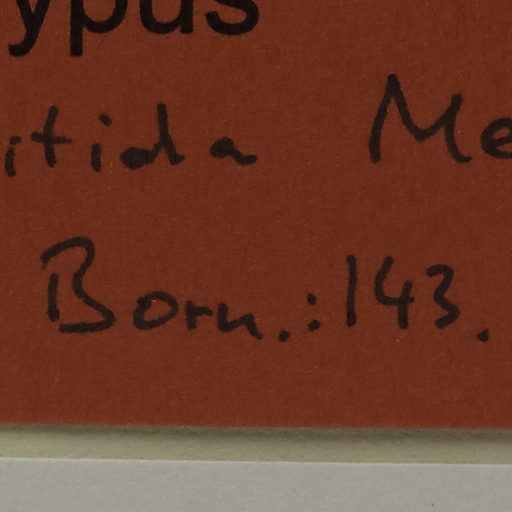 ypus
itida Me
Born.:143.